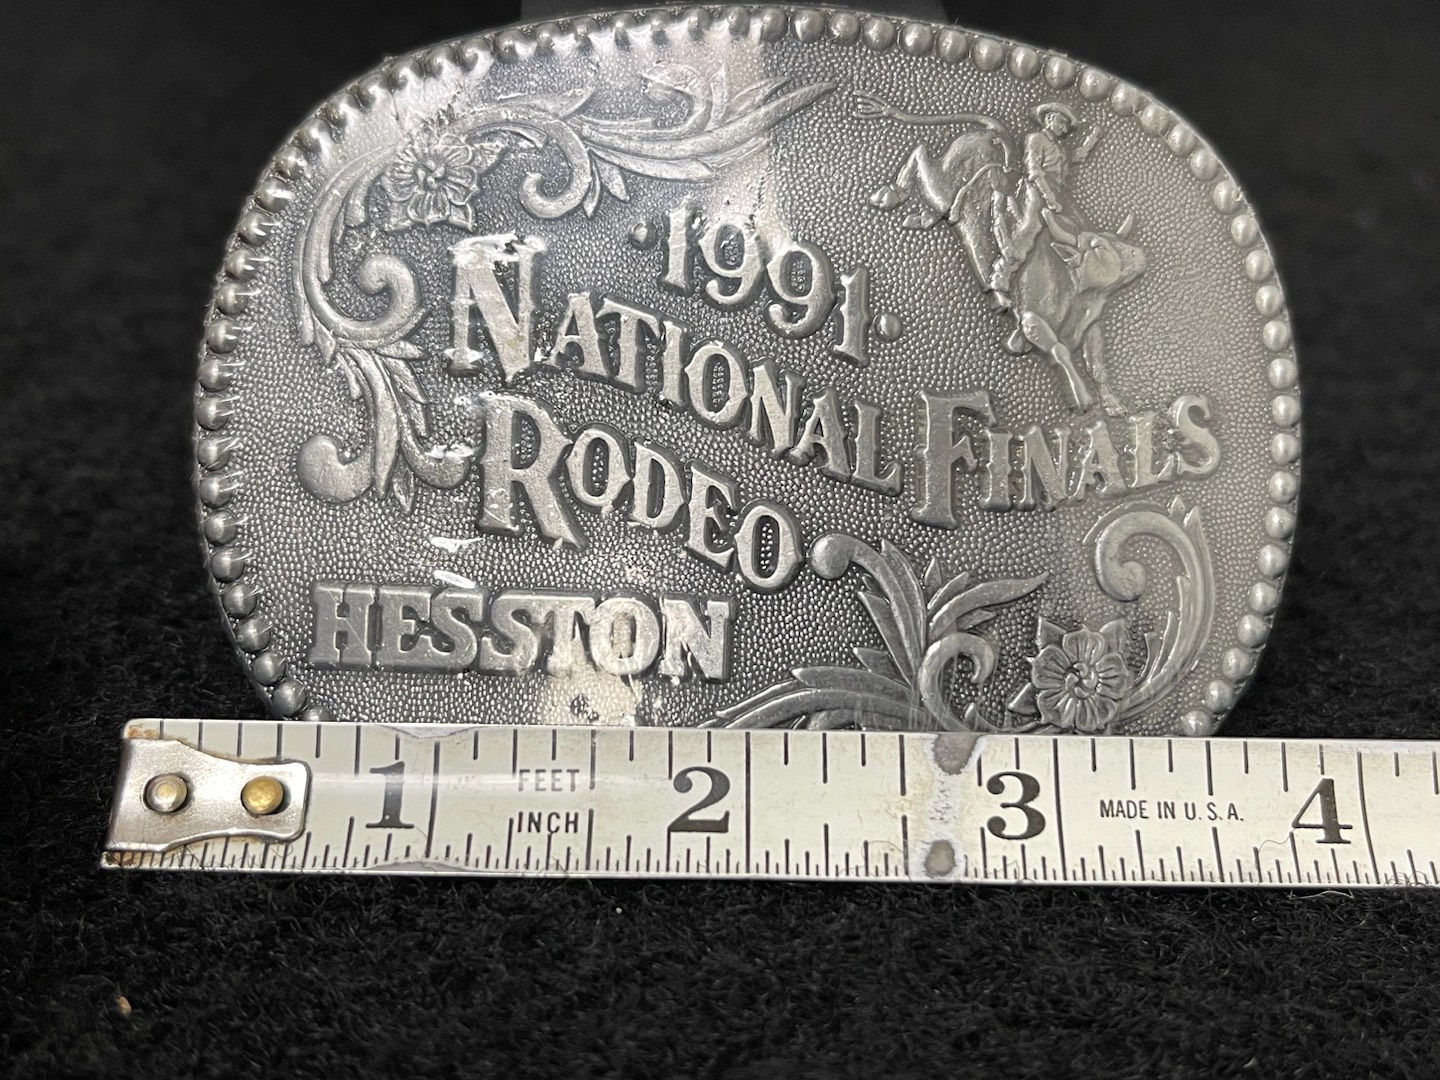 ·1991·
NATIONAL FINALS
RODEO
HESSTON
1 FEET INCH 2 3 MADE IN U.S.A. 4